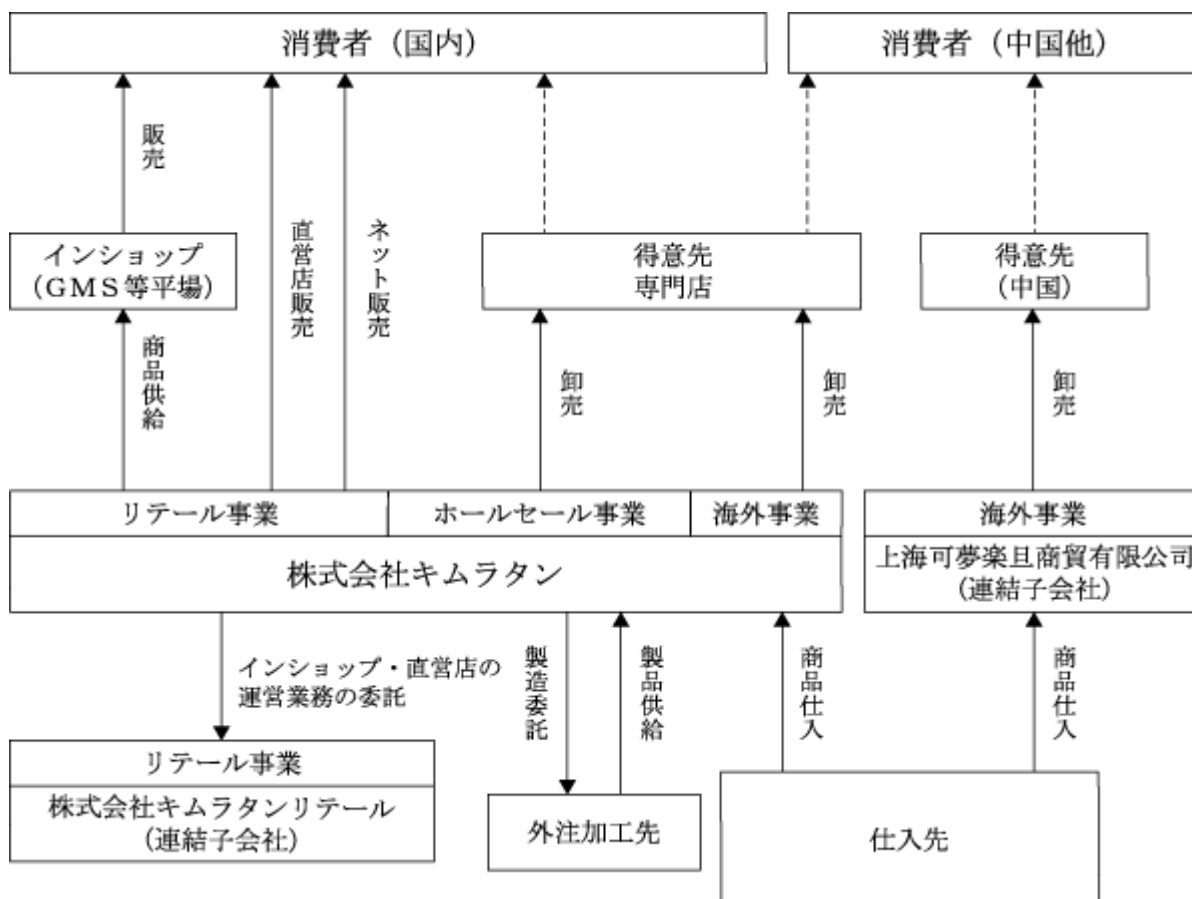 消費者（国内）
消費者（中国他）
販売
インショップ
（ＧＭＳ等平場）
直営店販売
ネット販売
得意先
専門店
得意先
（中国）
商品供給
卸売
卸売
卸売
リテール事業
ホールセール事業
海外事業
海外事業
株式会社キムラタン
上海可夢楽旦商貿有限公司
（連結子会社）
インショップ・直営店の
運営業務の委託
製造委託
製品供給
商品仕入
商品仕入
リテール事業
株式会社キムラタンリテール
（連結子会社）
外注加工先
仕入先